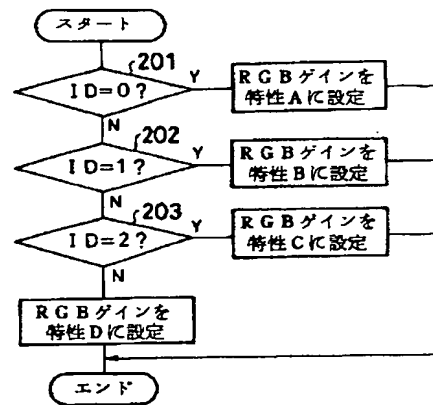 スタート
201
ID=0?
Y
RGBゲインを
特性Aに設定
N
202
ID=1?
Y
RGBゲインを
特性Bに設定
N
203
ID=2?
Y
RGBゲインを
特性Cに設定
N
RGBゲインを
特性Dに設定
エンド